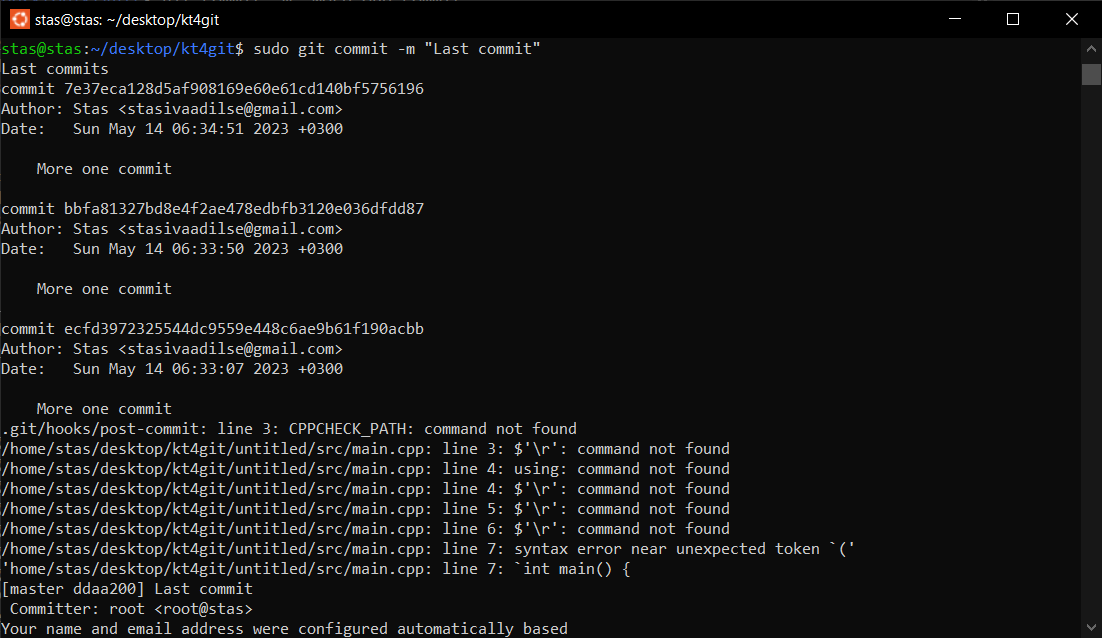 stas@stas: ~/desktop/kt4git
stas@stas:~/desktop/kt4git$ sudo git commit -m "Last commit"
Last commits
commit 7e37eca128d5af908169e60e61cd140bf5756196
Author: Stas <stasivaadilse@gmail.com>
Date:   Sun May 14 06:34:51 2023 +0300
    More one commit
commit bbfa81327bd8e4f2ae478edbfb3120e036dfdd87
Author: Stas <stasivaadilse@gmail.com>
Date:   Sun May 14 06:33:50 2023 +0300
    More one commit
commit ecfd3972325544dc9559e448c6ae9b61f190acbb
Author: Stas <stasivaadilse@gmail.com>
Date:   Sun May 14 06:33:07 2023 +0300
    More one commit
.git/hooks/post-commit: line 3: CPPCHECK_PATH: command not found
/home/stas/desktop/kt4git/untitled/src/main.cpp: line 3: $'\r': command not found
/home/stas/desktop/kt4git/untitled/src/main.cpp: line 4: using: command not found
/home/stas/desktop/kt4git/untitled/src/main.cpp: line 4: $'\r': command not found
/home/stas/desktop/kt4git/untitled/src/main.cpp: line 5: $'\r': command not found
/home/stas/desktop/kt4git/untitled/src/main.cpp: line 6: $'\r': command not found
/home/stas/desktop/kt4git/untitled/src/main.cpp: line 7: syntax error near unexpected token `('
'home/stas/desktop/kt4git/untitled/src/main.cpp: line 7: `int main() {
[master ddaa200] Last commit
 Committer: root <root@stas>
Your name and email address were configured automatically based